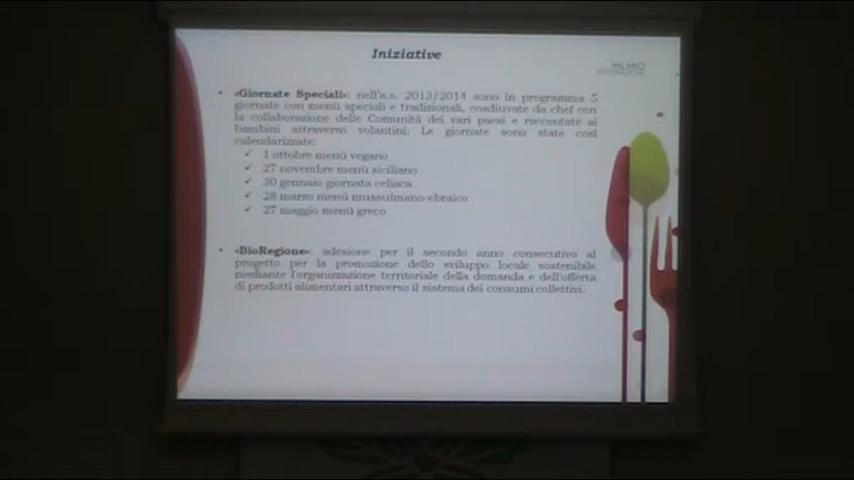 Iniziative
MILANO
• «Giornate Speciali»: nell'a.s. 2013/2014 sono in programma 5
giornate con menù speciali e tradizionali, coadiuvate da chef con
la collaborazione delle Comunità dei vari paesi e raccontate ai
bambini attraverso volantini. Le giornate sono state così
calendarizzate:
✓ 1 ottobre menù vegano
✓ 27 novembre menù siciliano
✓ 30 gennaio giornata celiaca
✓ 28 marzo menù mussulmano-ebraico
✓ 27 maggio menù greco
• «BioRegione»: adesione per il secondo anno consecutivo al
progetto per la promozione dello sviluppo locale sostenibile
mediante l'organizzazione territoriale della domanda e dell'offerta
di prodotti alimentari attraverso il sistema dei consumi collettivi.